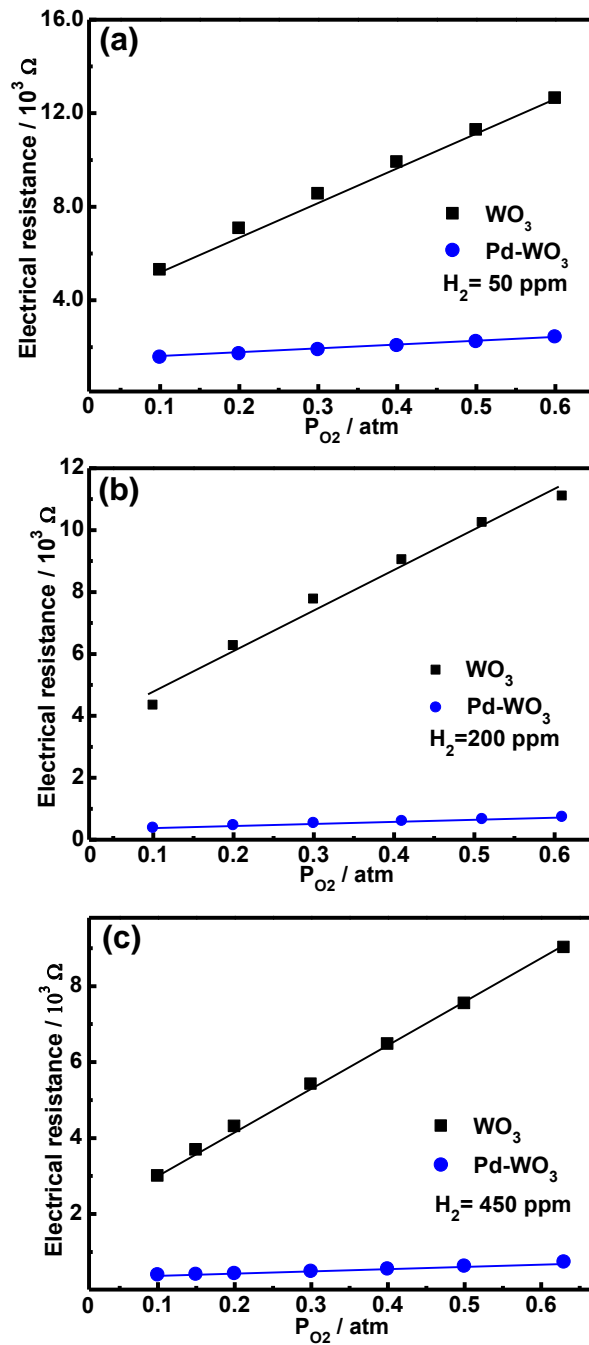 (a)
16.0
12.0
8.0
4.0
Electrical resistance / 10³ Ω
WO₃
Pd-WO₃
H₂= 50 ppm
0 0.1 0.2 0.3 0.4 0.5 0.6
P_O2 / atm
(b)
12
10
8
6
4
2
0
Electrical resistance / 10³ Ω
WO₃
Pd-WO₃
H₂=200 ppm
0 0.1 0.2 0.3 0.4 0.5 0.6
P_O2 / atm
(c)
8
6
4
2
Electrical resistance / 10³ Ω
WO₃
Pd-WO₃
H₂= 450 ppm
0 0.1 0.2 0.3 0.4 0.5 0.6
P_O2 / atm